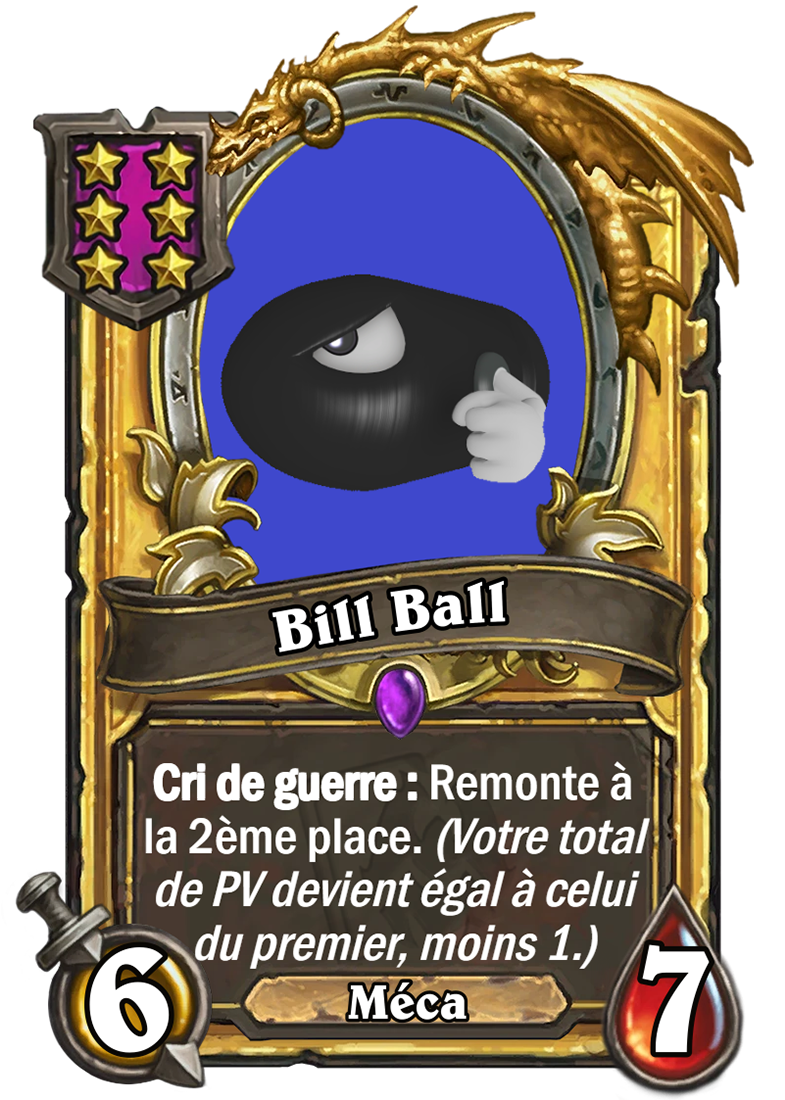 Bill Ball
Cri de guerre : Remonte à
la 2ème place. (Votre total
de PV devient égal à celui
du premier, moins 1.)
6
Méca
7